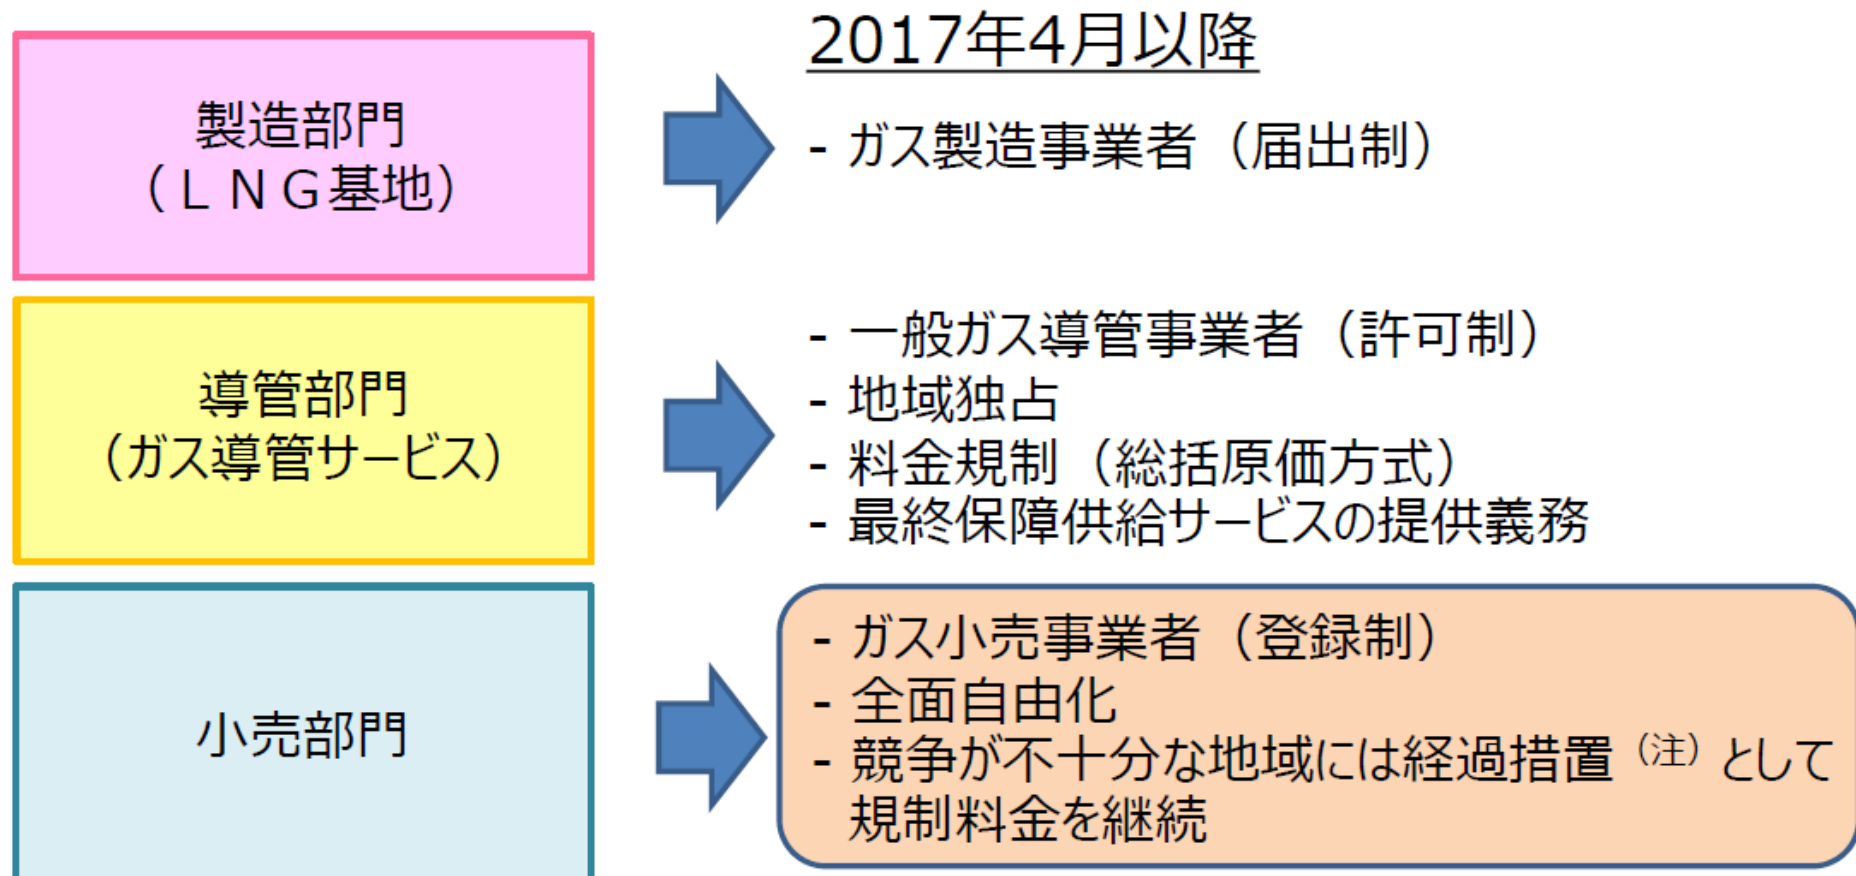 2017年4月以降
製造部門
（ＬＮＧ基地）
- ガス製造事業者（届出制）
導管部門
（ガス導管サービス）
- 一般ガス導管事業者（許可制）
- 地域独占
- 料金規制（総括原価方式）
- 最終保障供給サービスの提供義務
小売部門
- ガス小売事業者（登録制）
- 全面自由化
- 競争が不十分な地域には経過措置（注）として
規制料金を継続